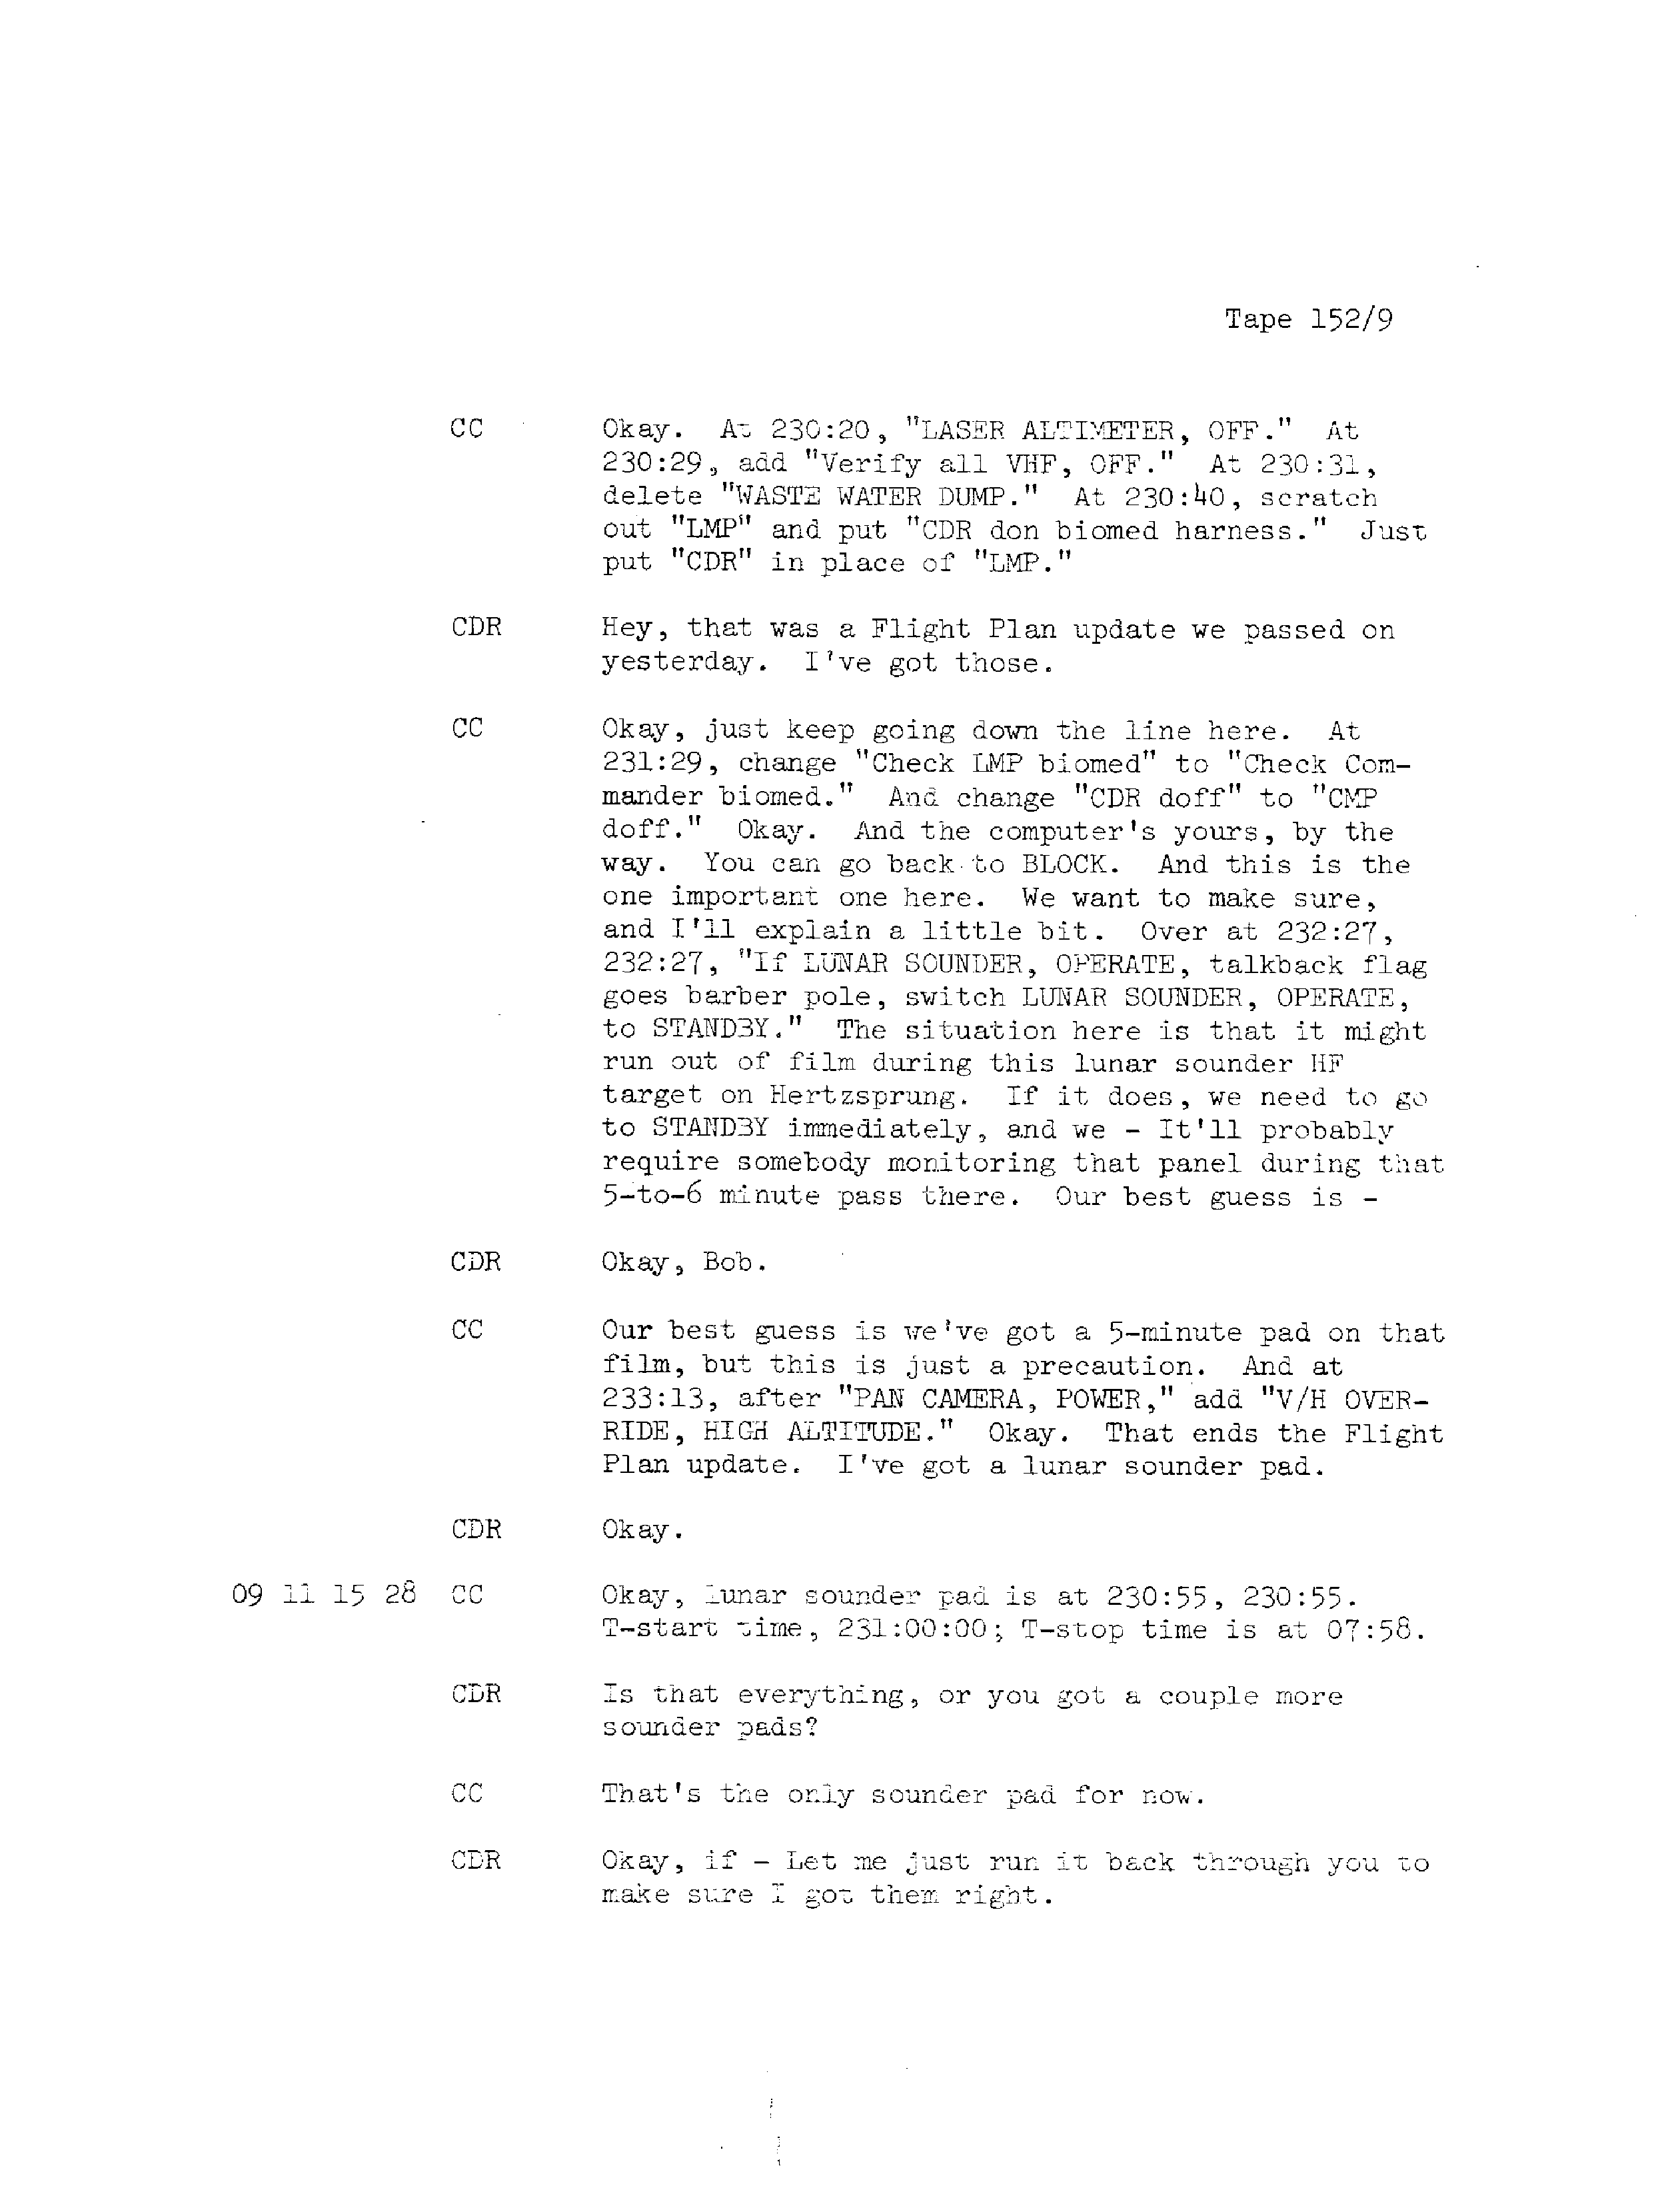 Tape 152/9
CC Okay. At 230:20, "LASER ALTIMETER, OFF." At
230:29, add "Verify all VHF, OFF." At 230:31,
delete "WASTE WATER DUMP." At 230:40, scratch
out "LMP" and put "CDR don biomed harness." Just
put "CDR" in place of "LMP."
CDR Hey, that was a Flight Plan update we passed on
yesterday. I've got those.
CC Okay, just keep going down the line here. At
231:29, change "Check LMP biomed" to "Check Com-
mander biomed." And change "CDR doff" to "CMP
doff." Okay. And the computer's yours, by the
way. You can go back to BLOCK. And this is the
one important one here. We want to make sure,
and I'll explain a little bit. Over at 232:27,
232:27, "If LUNAR SOUNDER, OPERATE, talkback flag
goes barber pole, switch LUNAR SOUNDER, OPERATE,
to STANDBY." The situation here is that it might
run out of film during this lunar sounder HF
target on Hertzsprung. If it does, we need to go
to STANDBY immediately, and we - It'll probably
require somebody monitoring that panel during that
5-to-6 minute pass there. Our best guess is -
CDR Okay, Bob.
CC Our best guess is we've got a 5-minute pad on that
film, but this is just a precaution. And at
233:13, after "PAN CAMERA, POWER," add "V/H OVER-
RIDE, HIGH ALTITUDE." Okay. That ends the Flight
Plan update. I've got a lunar sounder pad.
CDR Okay.
09 11 15 28 CC Okay, lunar sounder pad is at 230:55, 230:55.
T-start time, 231:00:00; T-stop time is at 07:58.
CDR Is that everything, or you got a couple more
sounder pads?
CC That's the only sounder pad for now.
CDR Okay, if - Let me just run it back through you to
make sure I got them right.